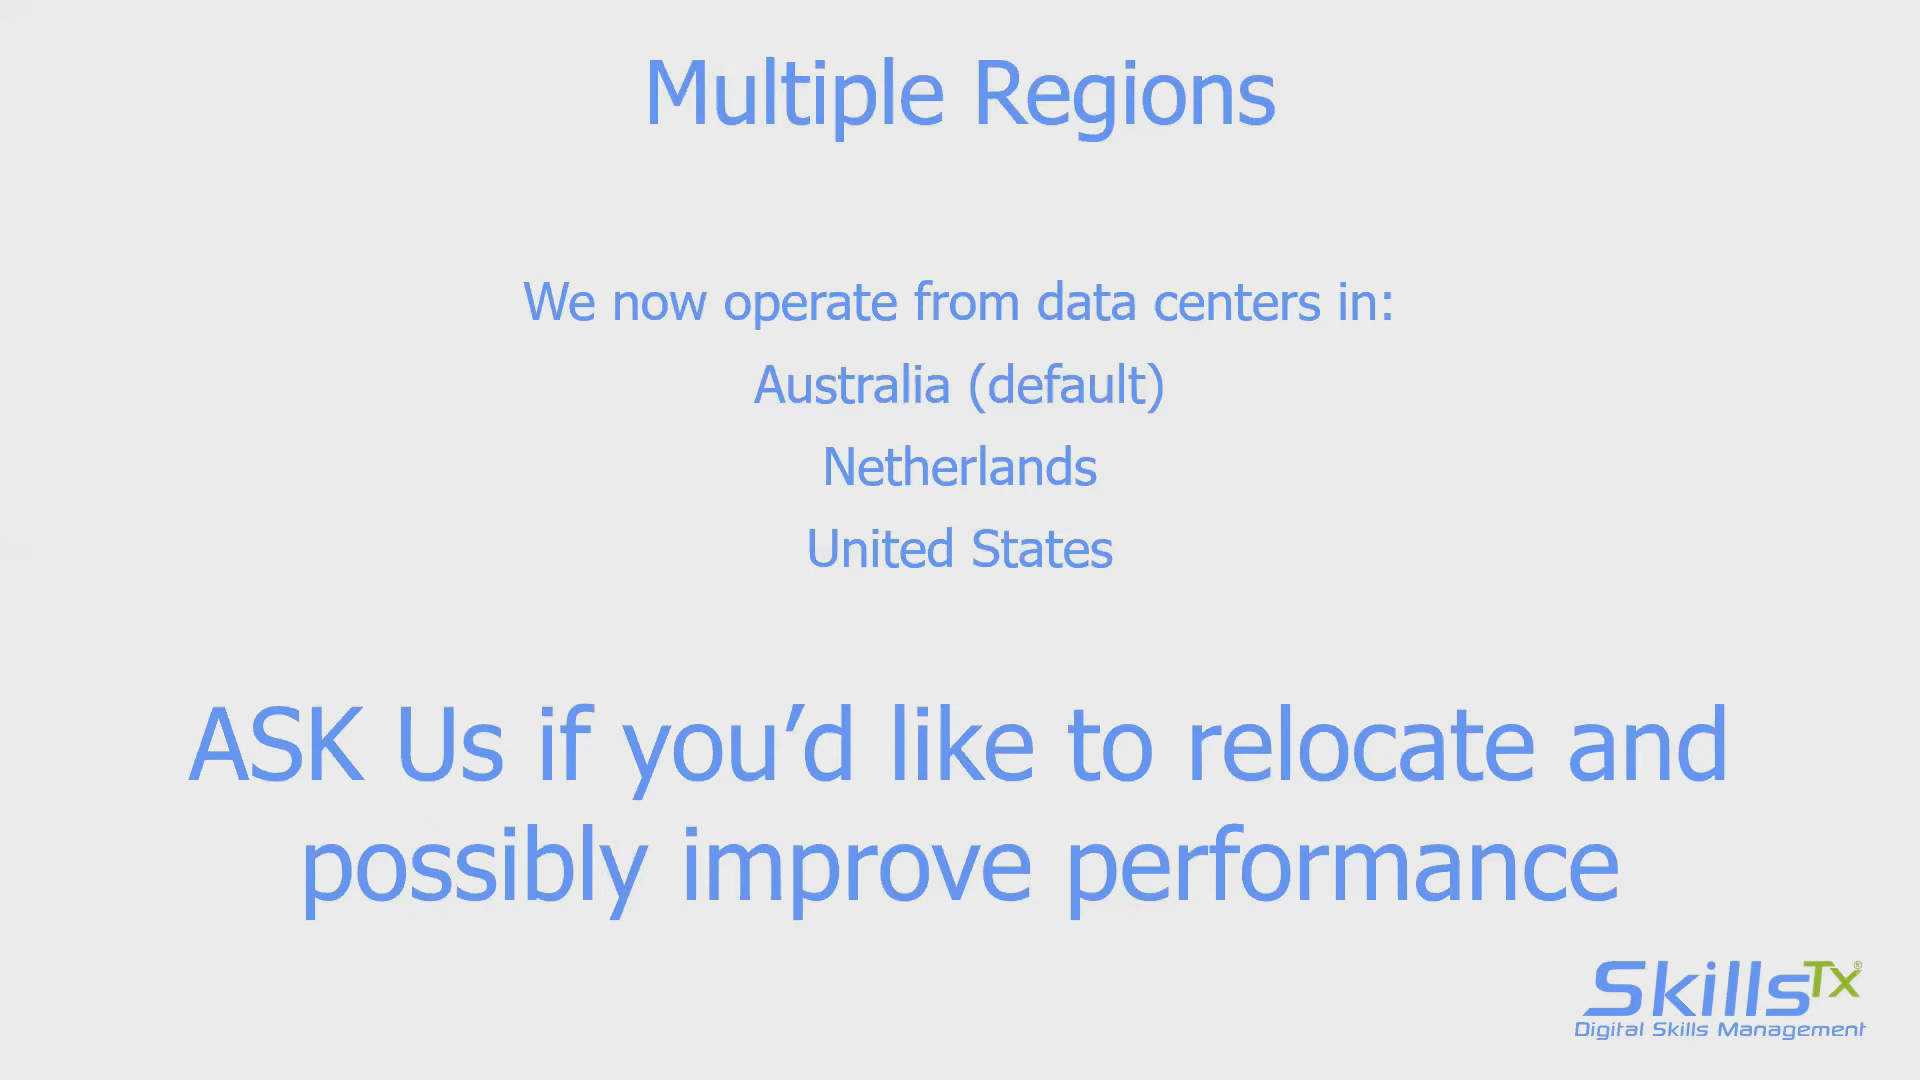 Multiple Regions
We now operate from data centers in:
Australia (default)
Netherlands
United States
ASK Us if you’d like to relocate and
possibly improve performance
SkillsTx®
Digital Skills Management